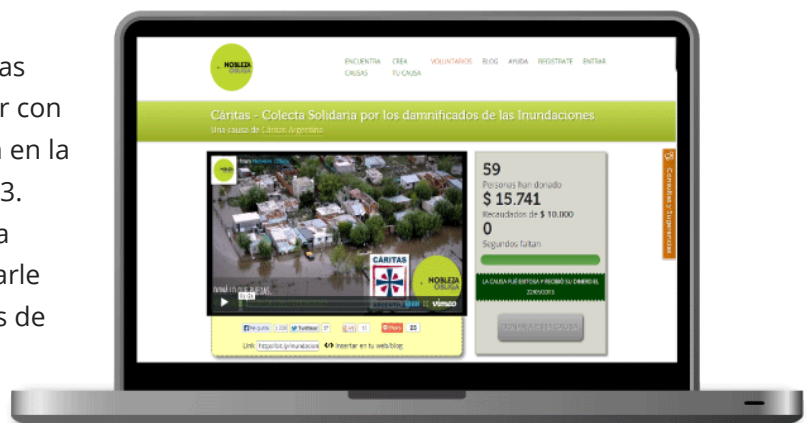 as
r con
en la
3.
a
arle
s de
NOBLEZA
OBLIGA
ENCUENTRA
CAUSAS
CREA
TU CAUSA
VOLUNTARIOS
BLOG
AYUDA
REGISTRATE
ENTRAR
Cáritas - Colecta Solidaria por los damnificados de las Inundaciones
Una causa de Cáritas Argentina
59
Personas han donado
$ 15.741
Recaudados de $ 10.000
0
Segundos faltan
LA CAUSA FUÉ EXITOSA Y RECIBIÓ SU DINERO EL
22/05/2013
Consultas y Sugerencias
CÁRITAS
NOBLEZA
OBLIGA
vimeo
Link
Insertar en tu web/blog